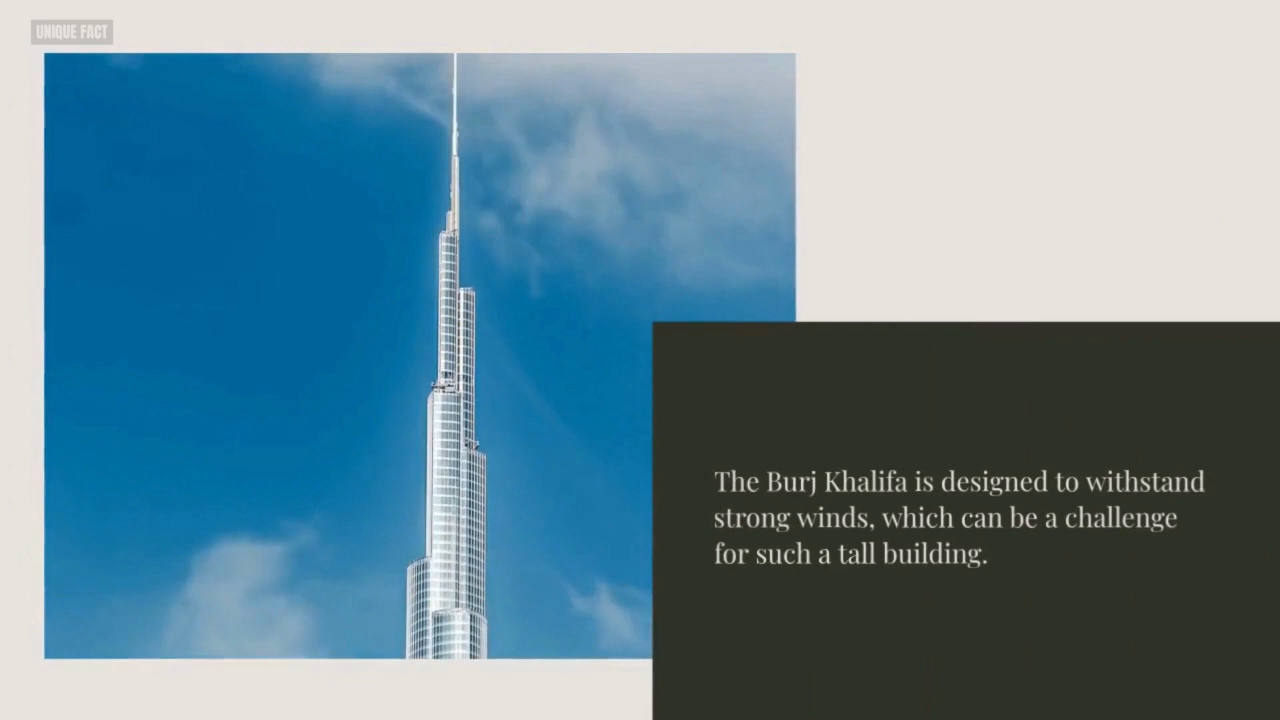 UNIQUE FACT
The Burj Khalifa is designed to withstand
strong winds, which can be a challenge
for such a tall building.